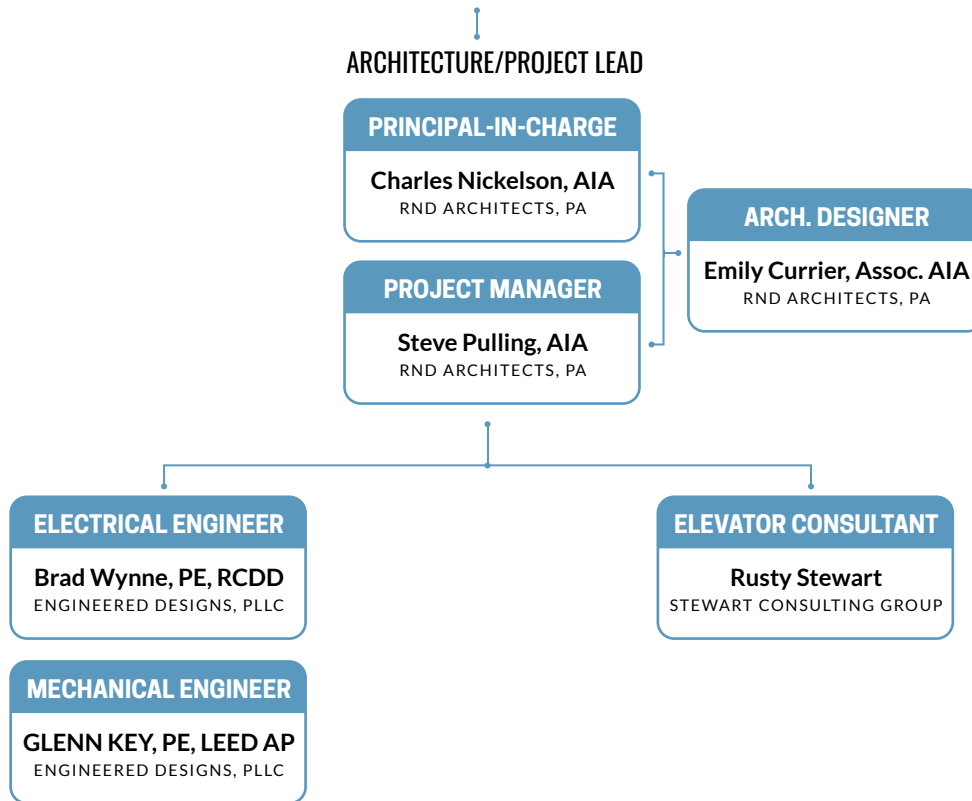 ARCHITECTURE/PROJECT LEAD
PRINCIPAL-IN-CHARGE
Charles Nickelson, AIA
RND ARCHITECTS, PA
ARCH. DESIGNER
Emily Currier, Assoc. AIA
RND ARCHITECTS, PA
PROJECT MANAGER
Steve Pulling, AIA
RND ARCHITECTS, PA
ELECTRICAL ENGINEER
Brad Wynne, PE, RCDD
ENGINEERED DESIGNS, PLLC
ELEVATOR CONSULTANT
Rusty Stewart
STEWART CONSULTING GROUP
MECHANICAL ENGINEER
GLENN KEY, PE, LEED AP
ENGINEERED DESIGNS, PLLC